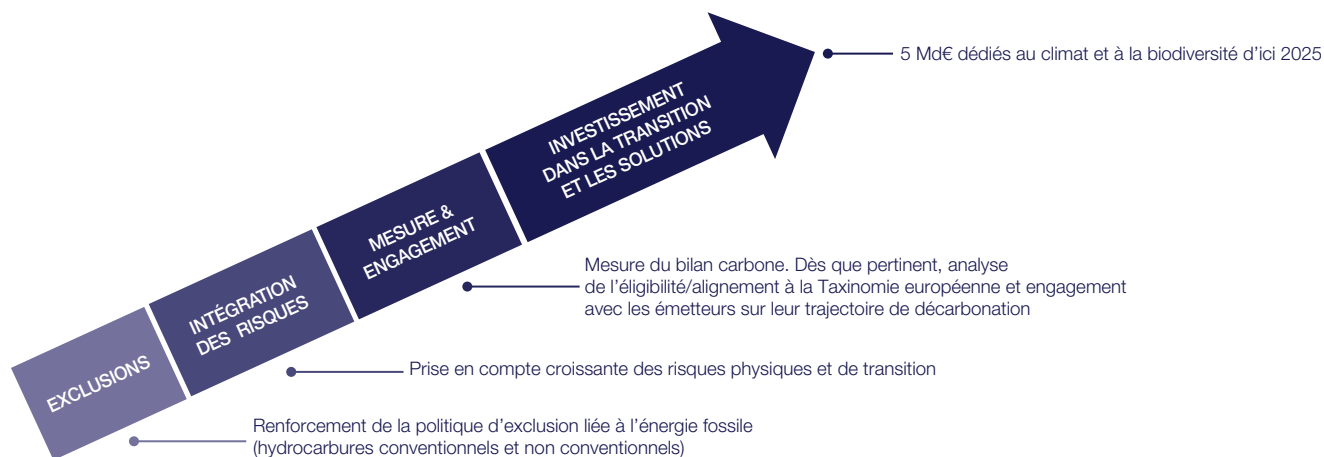 5 Md€ dédiés au climat et à la biodiversité d'ici 2025
INVESTISSEMENT
DANS LA TRANSITION
ET LES SOLUTIONS
MESURE &
ENGAGEMENT
Mesure du bilan carbone. Dès que pertinent, analyse
de l'éligibilité/alignement à la Taxinomie européenne et engagement
avec les émetteurs sur leur trajectoire de décarbonation
INTÉGRATION
DES RISQUES
Prise en compte croissante des risques physiques et de transition
EXCLUSIONS
Renforcement de la politique d'exclusion liée à l'énergie fossile
(hydrocarbures conventionnels et non conventionnels)